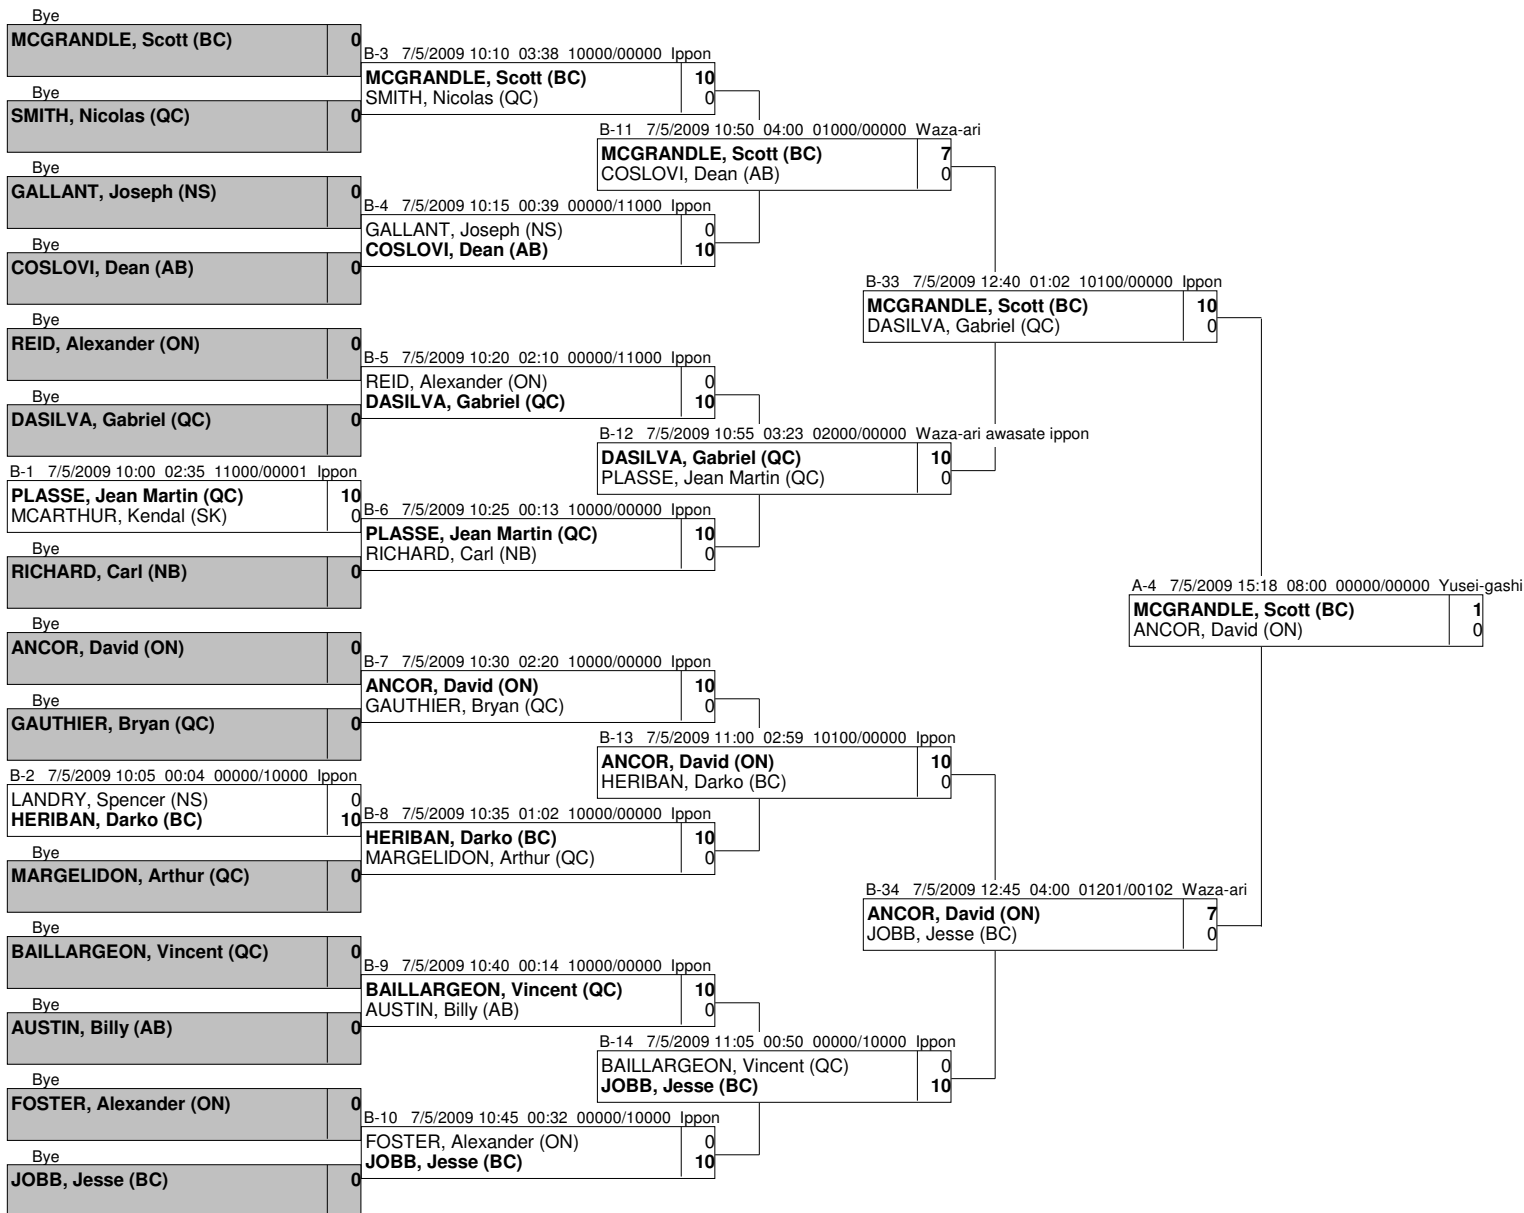 Bye
MCGRANDLE, Scott (BC) 0
Bye
SMITH, Nicolas (QC) 0
Bye
GALLANT, Joseph (NS) 0
Bye
COSLOVI, Dean (AB) 0
Bye
REID, Alexander (ON) 0
Bye
DASILVA, Gabriel (QC) 0
B-1 7/5/2009 10:00 02:35 11000/00001 Ippon
PLASSE, Jean Martin (QC) 10
MCARTHUR, Kendal (SK) 0
Bye
RICHARD, Carl (NB) 0
Bye
ANCOR, David (ON) 0
Bye
GAUTHIER, Bryan (QC) 0
B-2 7/5/2009 10:05 00:04 00000/10000 Ippon
LANDRY, Spencer (NS) 0
HERIBAN, Darko (BC) 10
Bye
MARGELIDON, Arthur (QC) 0
Bye
BAILLARGEON, Vincent (QC) 0
Bye
AUSTIN, Billy (AB) 0
Bye
FOSTER, Alexander (ON) 0
Bye
JOBB, Jesse (BC) 0
B-3 7/5/2009 10:10 03:38 10000/00000 Ippon
MCGRANDLE, Scott (BC) 10
SMITH, Nicolas (QC) 0
B-4 7/5/2009 10:15 00:39 00000/11000 Ippon
GALLANT, Joseph (NS) 0
COSLOVI, Dean (AB) 10
B-5 7/5/2009 10:20 02:10 00000/11000 Ippon
REID, Alexander (ON) 0
DASILVA, Gabriel (QC) 10
B-6 7/5/2009 10:25 00:13 10000/00000 Ippon
PLASSE, Jean Martin (QC) 10
RICHARD, Carl (NB) 0
B-7 7/5/2009 10:30 02:20 10000/00000 Ippon
ANCOR, David (ON) 10
GAUTHIER, Bryan (QC) 0
B-8 7/5/2009 10:35 01:02 10000/00000 Ippon
HERIBAN, Darko (BC) 10
MARGELIDON, Arthur (QC) 0
B-9 7/5/2009 10:40 00:14 10000/00000 Ippon
BAILLARGEON, Vincent (QC) 10
AUSTIN, Billy (AB) 0
B-10 7/5/2009 10:45 00:32 00000/10000 Ippon
FOSTER, Alexander (ON) 0
JOBB, Jesse (BC) 10
B-11 7/5/2009 10:50 04:00 01000/00000 Waza-ari
MCGRANDLE, Scott (BC) 7
COSLOVI, Dean (AB) 0
B-12 7/5/2009 10:55 03:23 02000/00000 Waza-ari awasate ippon
DASILVA, Gabriel (QC) 10
PLASSE, Jean Martin (QC) 0
B-13 7/5/2009 11:00 02:59 10100/00000 Ippon
ANCOR, David (ON) 10
HERIBAN, Darko (BC) 0
B-14 7/5/2009 11:05 00:50 00000/10000 Ippon
BAILLARGEON, Vincent (QC) 0
JOBB, Jesse (BC) 10
B-33 7/5/2009 12:40 01:02 10100/00000 Ippon
MCGRANDLE, Scott (BC) 10
DASILVA, Gabriel (QC) 0
B-34 7/5/2009 12:45 04:00 01201/00102 Waza-ari
ANCOR, David (ON) 7
JOBB, Jesse (BC) 0
A-4 7/5/2009 15:18 08:00 00000/00000 Yusei-gashi
MCGRANDLE, Scott (BC) 1
ANCOR, David (ON) 0